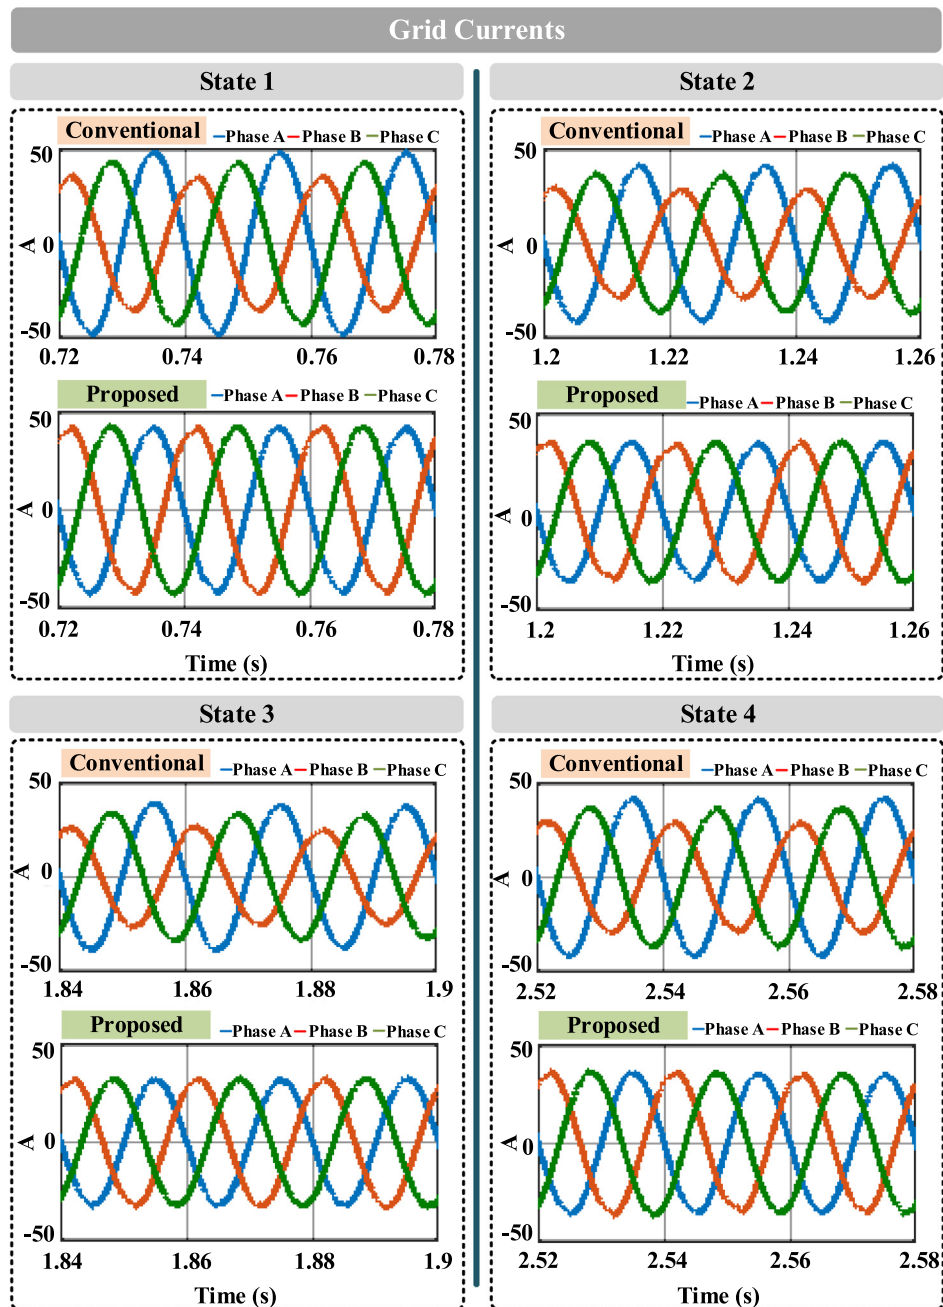 Grid Currents
State 1
Conventional
Phase A Phase B Phase C
50
A 0
-50
0.72 0.74 0.76 0.78
Proposed
Phase A Phase B Phase C
50
A 0
-50
0.72 0.74 0.76 0.78
Time (s)
State 2
Conventional
Phase A Phase B Phase C
50
A 0
-50
1.2 1.22 1.24 1.26
Proposed
Phase A Phase B Phase C
50
A 0
-50
1.2 1.22 1.24 1.26
Time (s)
State 3
Conventional
Phase A Phase B Phase C
50
A 0
-50
1.84 1.86 1.88 1.9
Proposed
Phase A Phase B Phase C
50
A 0
-50
1.84 1.86 1.88 1.9
Time (s)
State 4
Conventional
Phase A Phase B Phase C
50
A 0
-50
2.52 2.54 2.56 2.58
Proposed
Phase A Phase B Phase C
50
A 0
-50
2.52 2.54 2.56 2.58
Time (s)